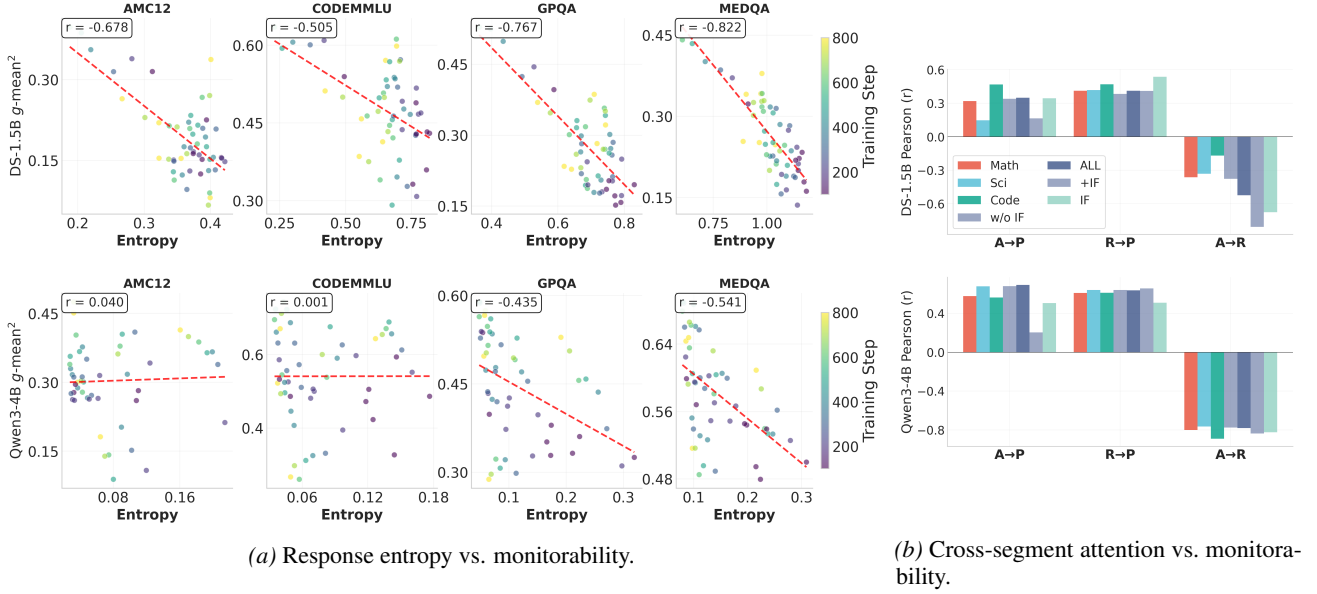 AMC12
CODEMMLU
GPQA
MEDQA
r = -0.678
r = -0.505
r = -0.767
r = -0.822
DS-1.5B g-mean²
0.30
0.15
0.60
0.45
0.30
0.45
0.30
0.15
0.45
0.30
0.15
0.2
0.3
0.4
0.25
0.50
0.75
0.4
0.6
0.8
0.75
1.00
Entropy
Entropy
Entropy
Entropy
800
600
400
200
Training Step
AMC12
CODEMMLU
GPQA
MEDQA
r = 0.040
r = 0.001
r = -0.435
r = -0.541
Qwen3-4B g-mean²
0.45
0.30
0.15
0.6
0.4
0.60
0.45
0.30
0.64
0.56
0.48
0.08
0.16
0.06
0.12
0.18
0.1
0.2
0.3
0.1
0.2
0.3
Entropy
Entropy
Entropy
Entropy
800
600
400
200
Training Step
(a) Response entropy vs. monitorability.
DS-1.5B Pearson (r)
0.6
0.3
0.0
−0.3
−0.6
Math
Sci
Code
w/o IF
ALL
+IF
IF
A→P
R→P
A→R
Qwen3-4B Pearson (r)
0.4
0.0
−0.4
−0.8
A→P
R→P
A→R
(b) Cross-segment attention vs. monitora-
bility.